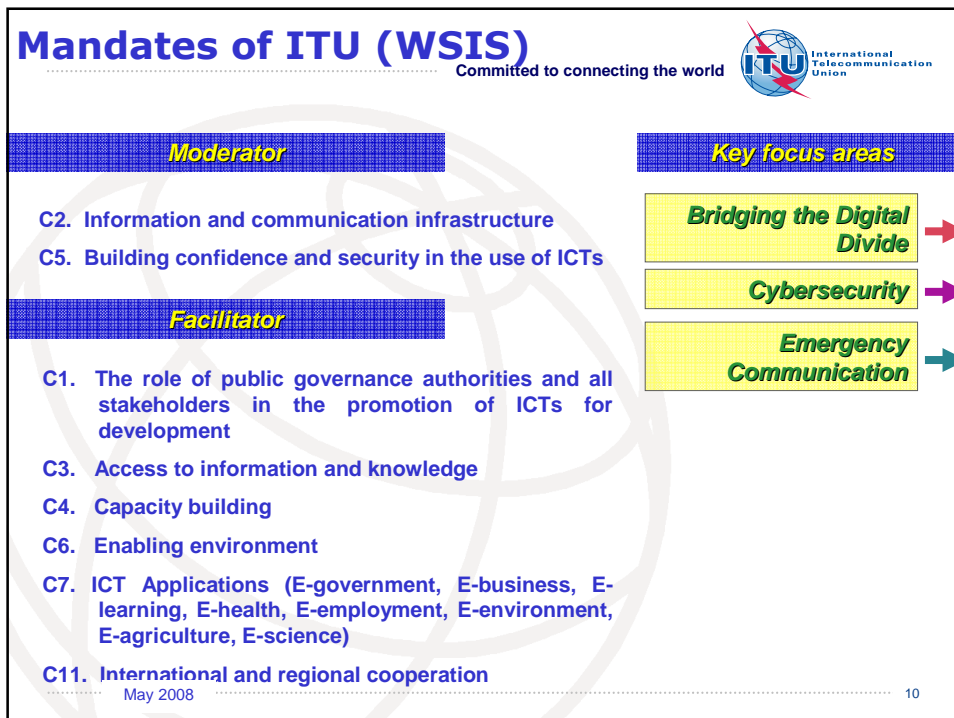 Mandates of ITU (WSIS)
Committed to connecting the world
ITU
International
Telecommunication
Union
Moderator
C2. Information and communication infrastructure
C5. Building confidence and security in the use of ICTs
Facilitator
C1. The role of public governance authorities and all
stakeholders in the promotion of ICTs for
development
C3. Access to information and knowledge
C4. Capacity building
C6. Enabling environment
C7. ICT Applications (E-government, E-business, E-
learning, E-health, E-employment, E-environment,
E-agriculture, E-science)
C11. International and regional cooperation
Key focus areas
Bridging the Digital
Divide
Cybersecurity
Emergency
Communication
May 2008
10